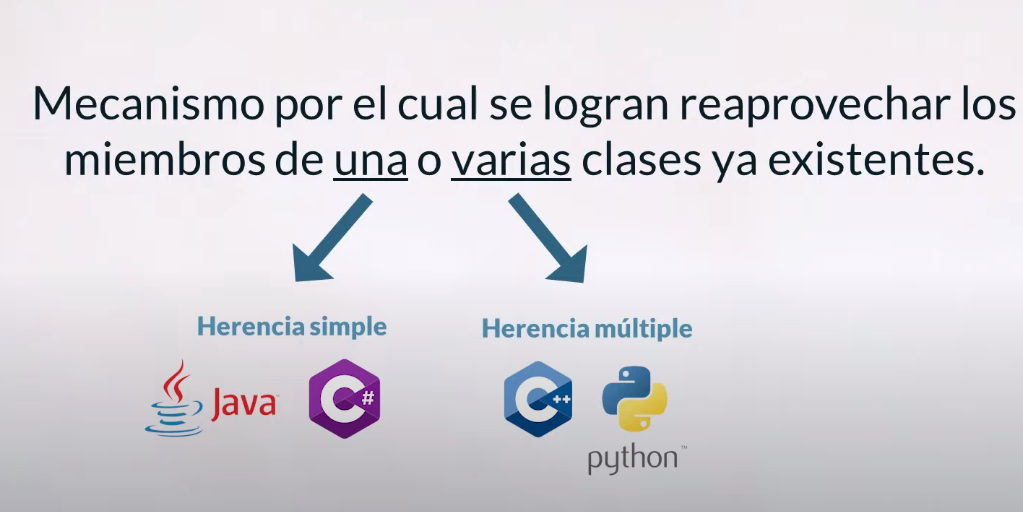 Mecanismo por el cual se logran reaprovechar los
miembros de una o varias clases ya existentes.
Herencia simple
Herencia múltiple
Java
C#
C++
python™